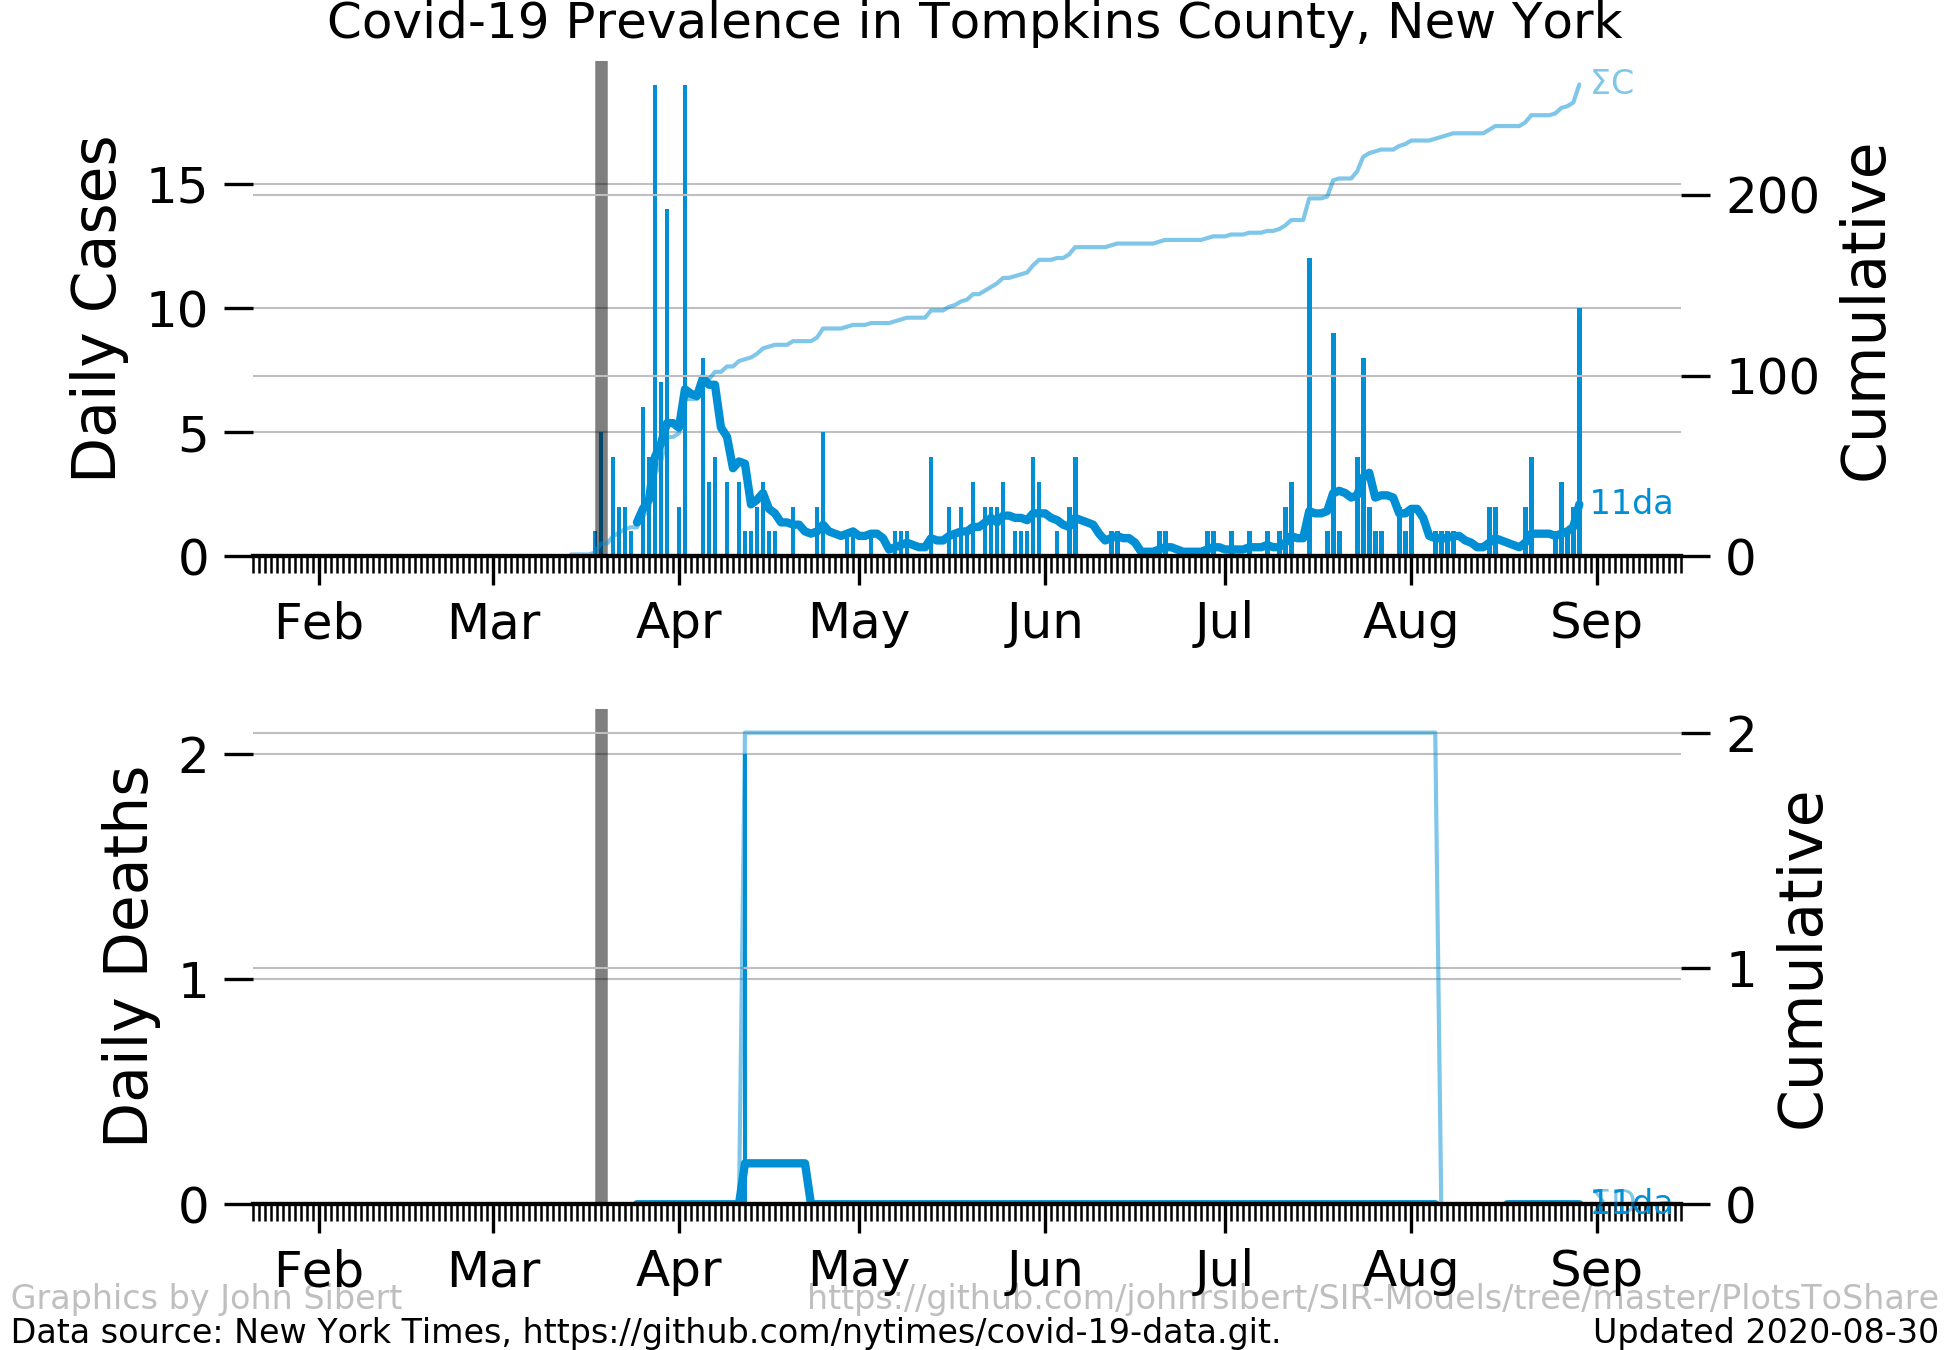 Covid-19 Prevalence in Tompkins County, New York
ΣC
15
200
10
Daily Cases
Cumulative
100
5
11da
0
0
Feb Mar Apr May Jun Jul Aug Sep
2
2
Daily Deaths
Cumulative
1
1
0
0
ΣD
11da
Feb Mar Apr May Jun Jul Aug Sep
Graphics by John Sibert
https://github.com/johnrsibert/SIR-Models/tree/master/PlotsToShare
Data source: New York Times, https://github.com/nytimes/covid-19-data.git.
Updated 2020-08-30